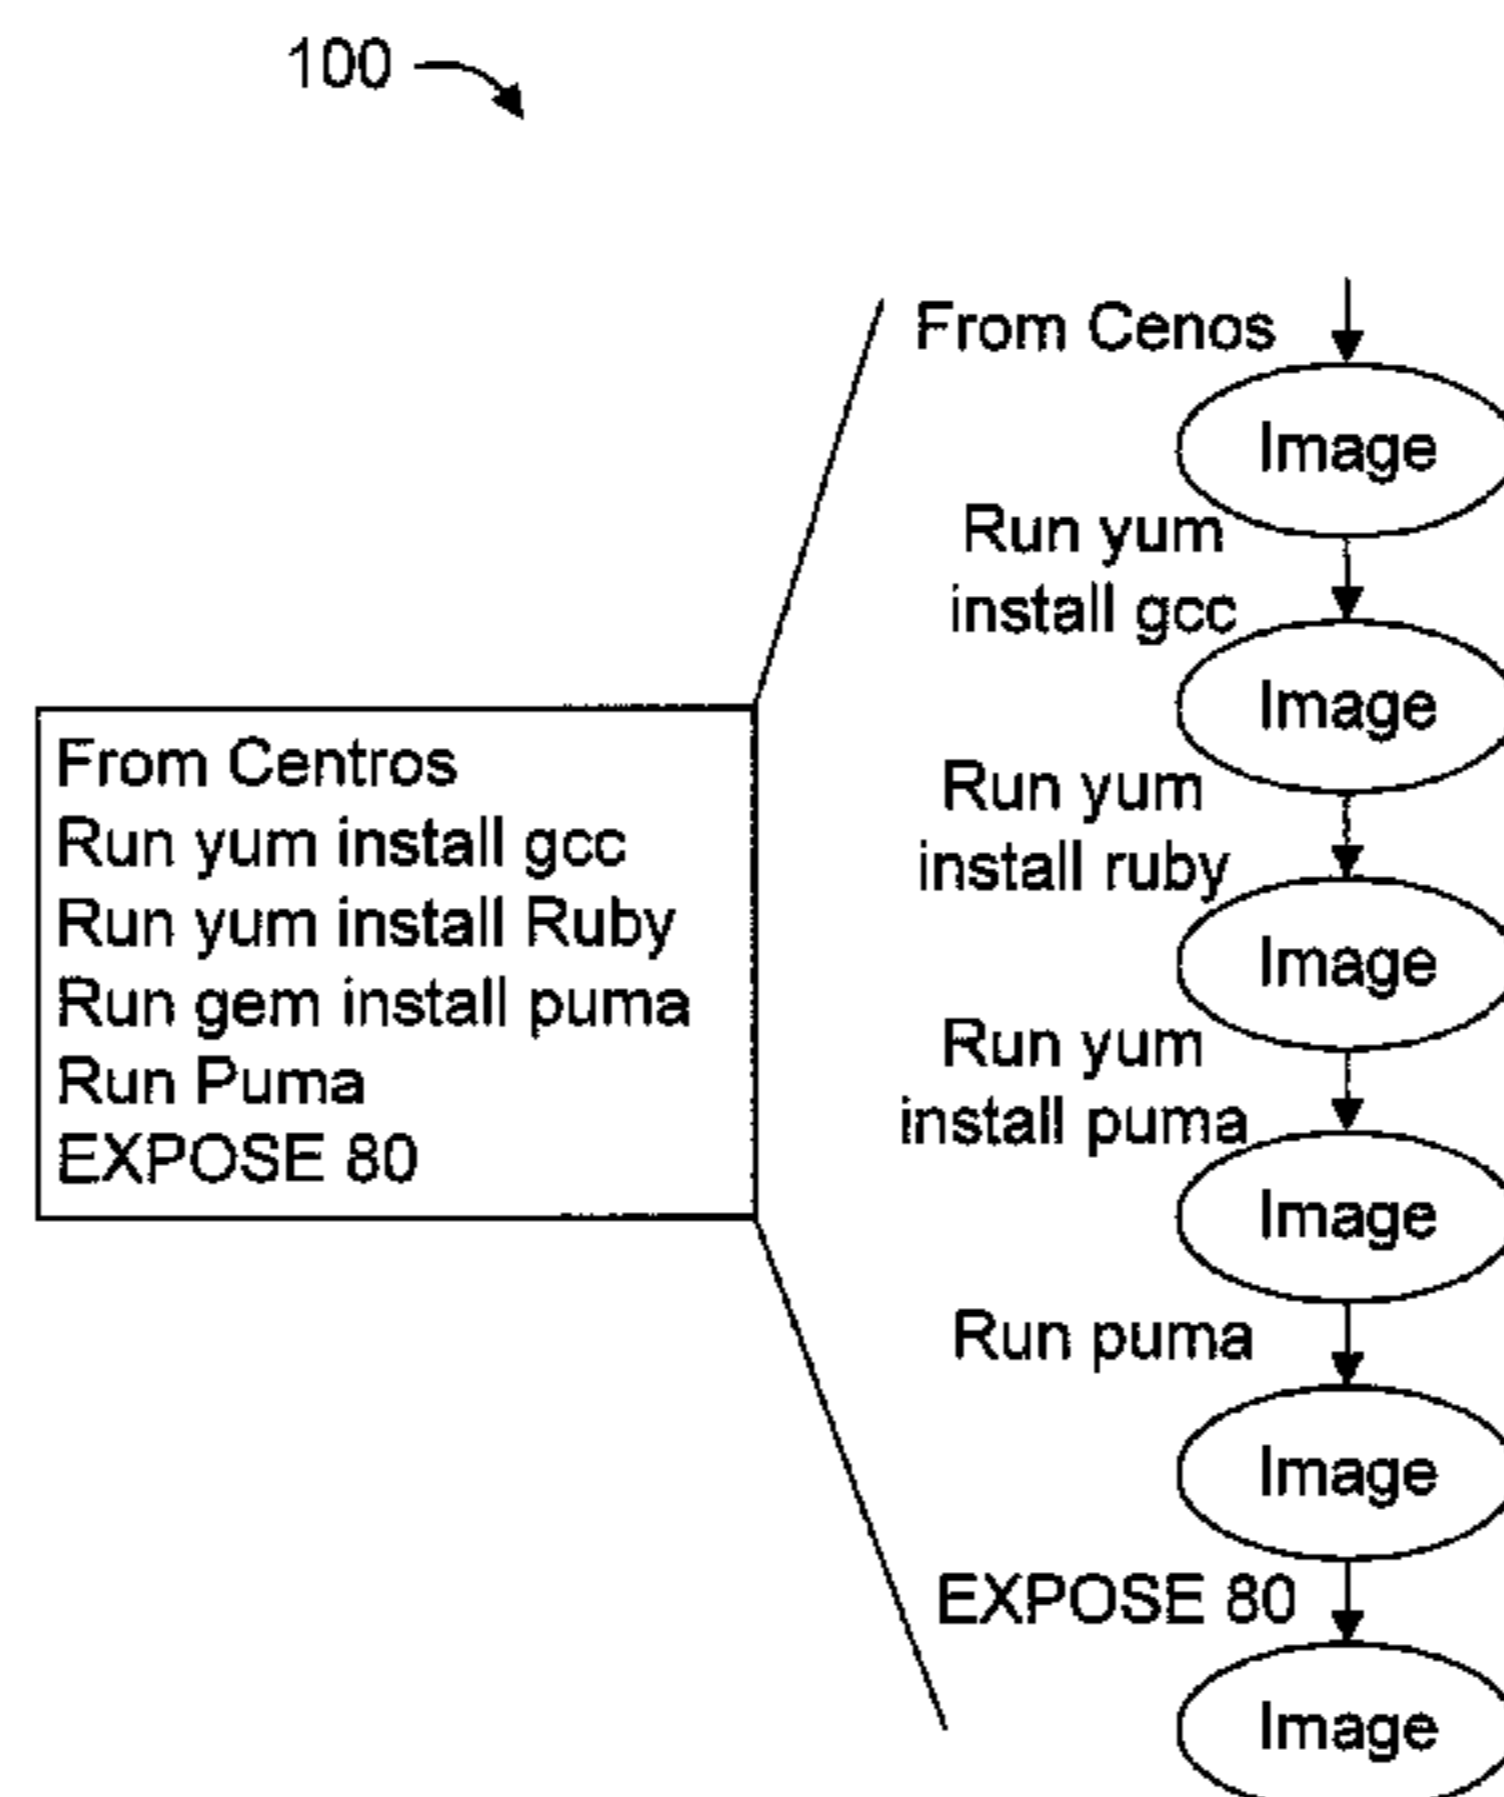 100
From Centros
Run yum install gcc
Run yum install Ruby
Run gem install puma
Run Puma
EXPOSE 80
From Cenos
Image
Run yum
install gcc
Image
Run yum
install ruby
Image
Run yum
install puma
Image
Run puma
Image
EXPOSE 80
Image